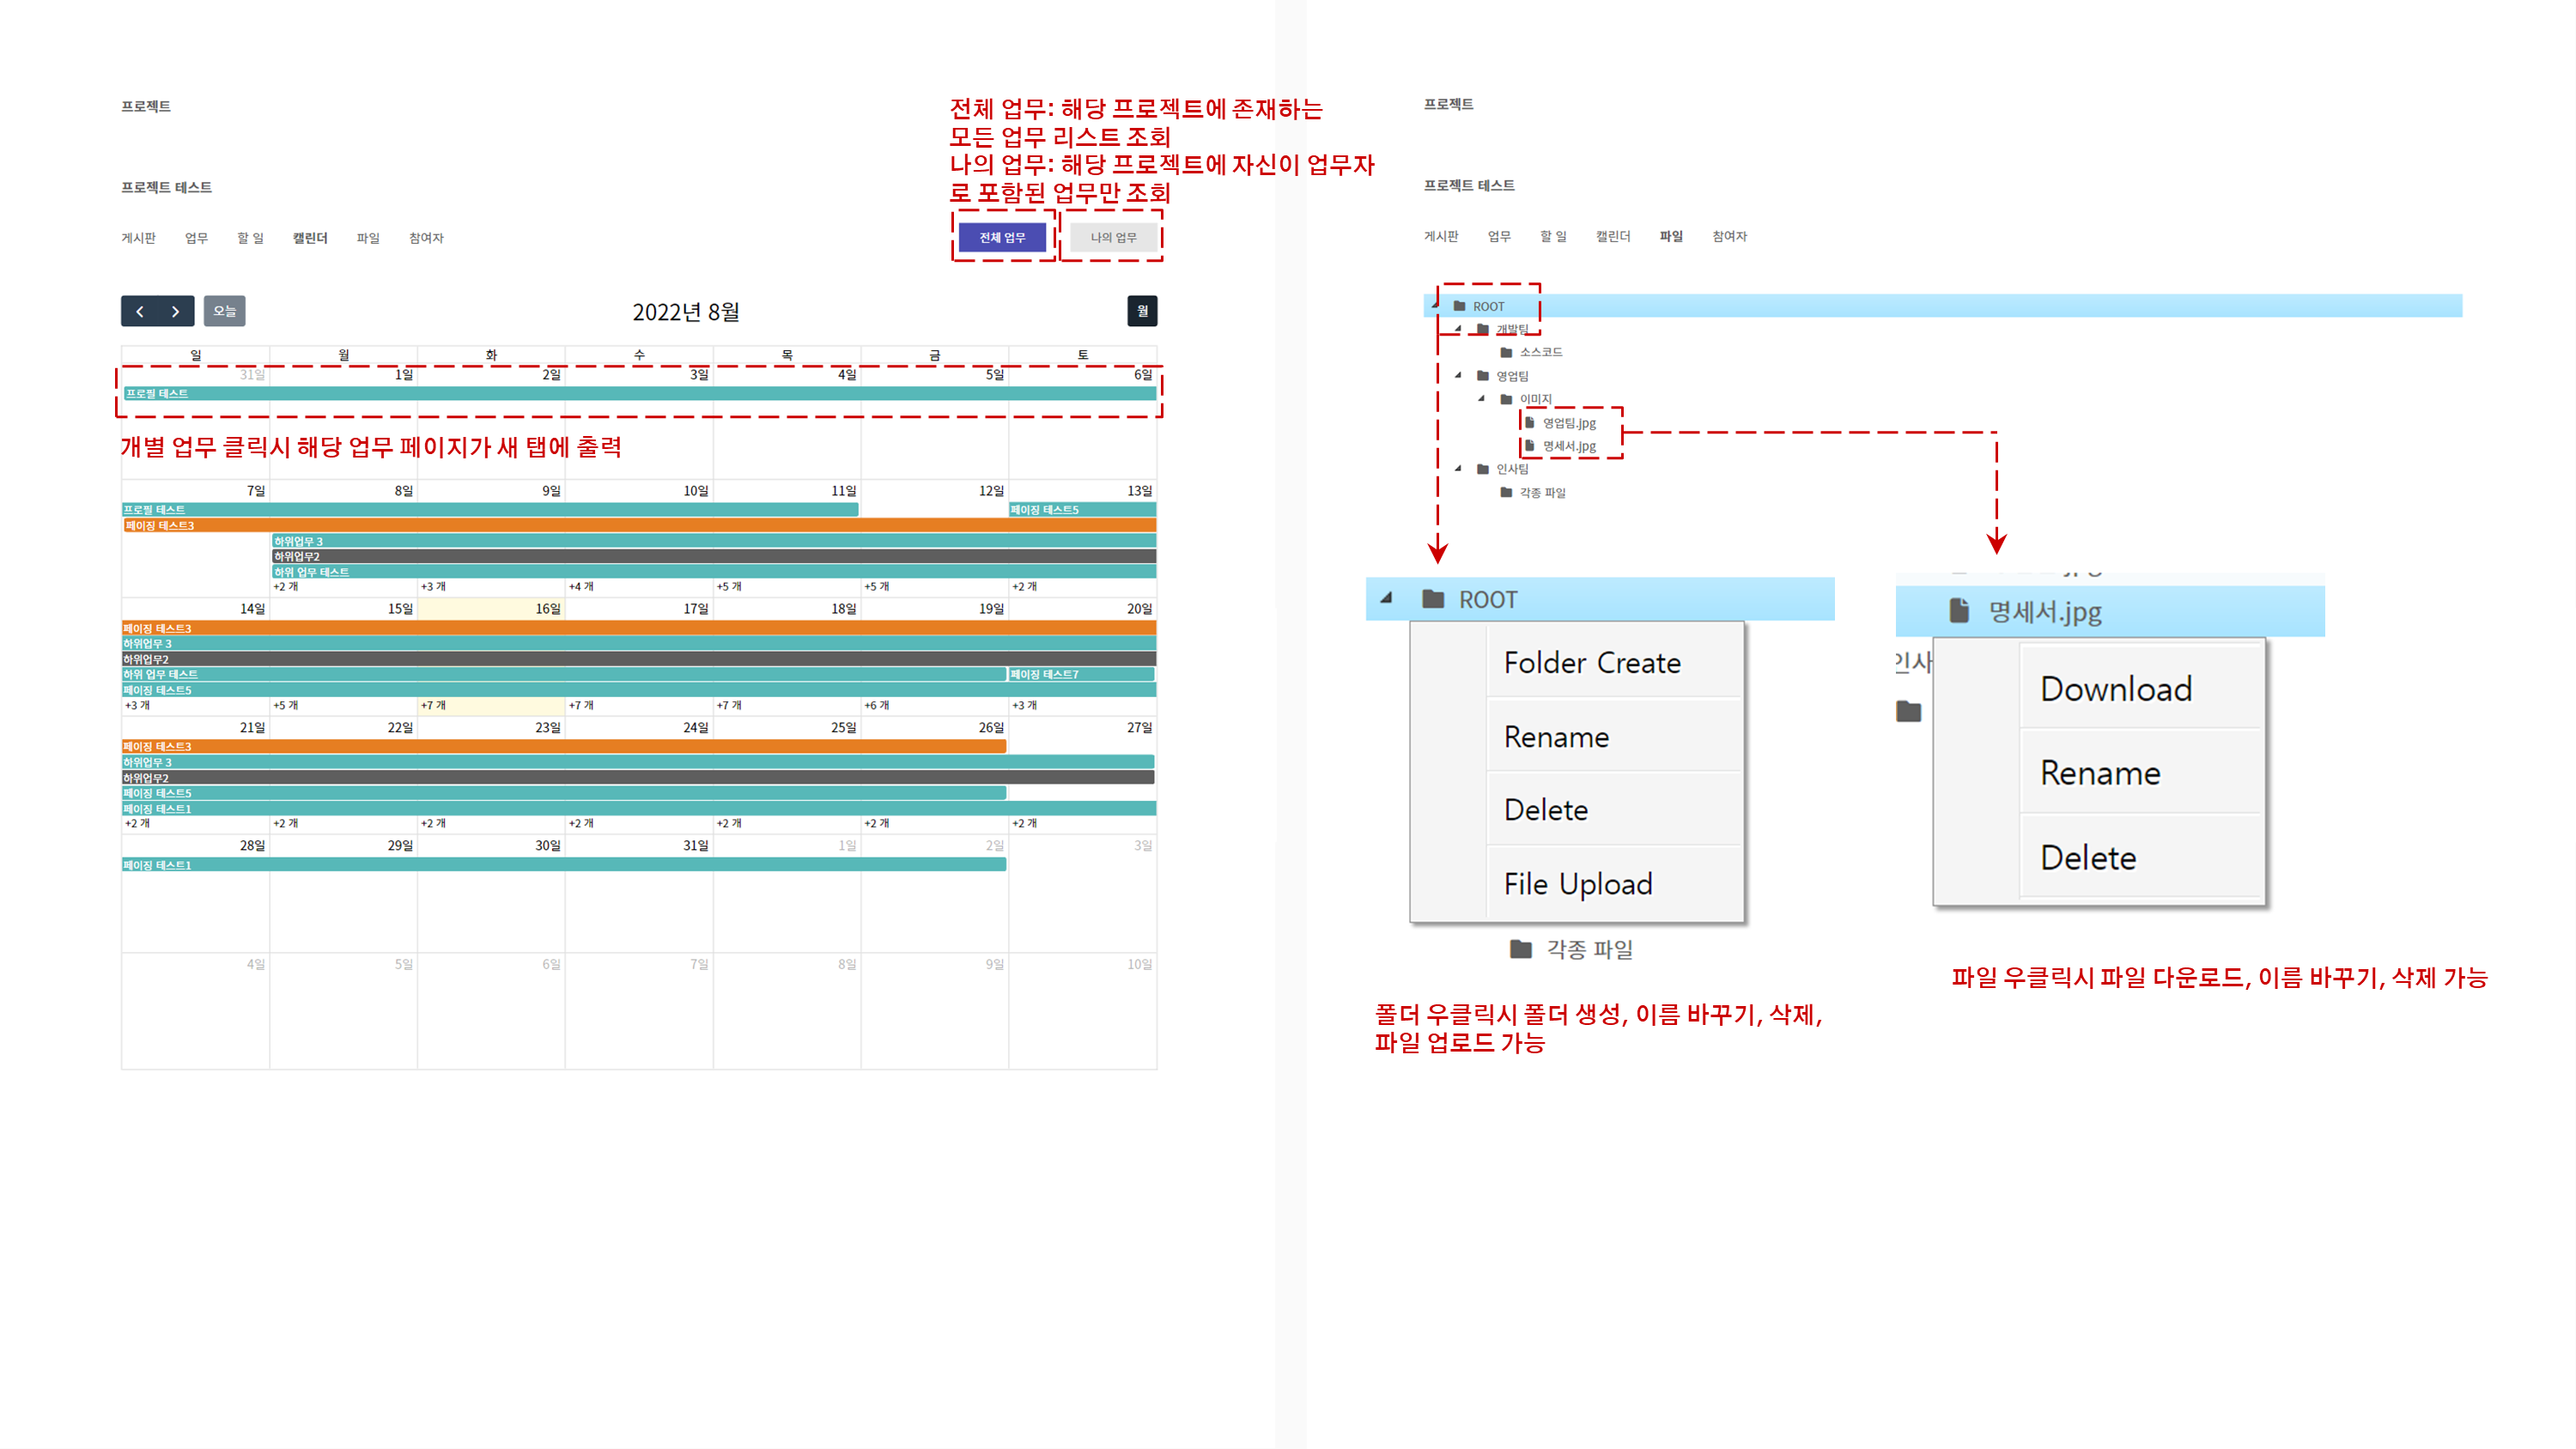 프로젝트
전체 업무: 해당 프로젝트에 존재하는
모든 업무 리스트 조회
나의 업무: 해당 프로젝트에 자신이 업무자
로 포함된 업무만 조회
프로젝트 테스트
게시판 업무 할 일 캘린더 파일 참여자
전체 업무 나의 업무
오늘
2022년 8월
월
일 월 화 수 목 금 토
31일 1일 2일 3일 4일 5일 6일
프로필 테스트
개별 업무 클릭시 해당 업무 페이지가 새 탭에 출력
7일 8일 9일 10일 11일 12일 13일
프로필 테스트 페이징 테스트5
페이징 테스트3
하위업무 3
하위업무2
하위 업무 테스트
+2 개 +3 개 +4 개 +5 개 +5 개 +2 개
14일 15일 16일 17일 18일 19일 20일
페이징 테스트3
하위업무 3
하위업무2
하위 업무 테스트 페이징 테스트7
페이징 테스트5
+3 개 +5 개 +7 개 +7 개 +7 개 +6 개 +3 개
21일 22일 23일 24일 25일 26일 27일
페이징 테스트3
하위업무 3
하위업무2
페이징 테스트5
페이징 테스트1
+2 개 +2 개 +2 개 +2 개 +2 개 +2 개 +2 개
28일 29일 30일 31일 1일 2일 3일
페이징 테스트1
4일 5일 6일 7일 8일 9일 10일
프로젝트
프로젝트 테스트
게시판 업무 할 일 캘린더 파일 참여자
ROOT
개발팀
소스코드
영업팀
이미지
영업팀.jpg
명세서.jpg
인사팀
각종 파일
ROOT
Folder Create
Rename
Delete
File Upload
각종 파일
폴더 우클릭시 폴더 생성, 이름 바꾸기, 삭제,
파일 업로드 가능
명세서.jpg
인사
Download
Rename
Delete
파일 우클릭시 파일 다운로드, 이름 바꾸기, 삭제 가능